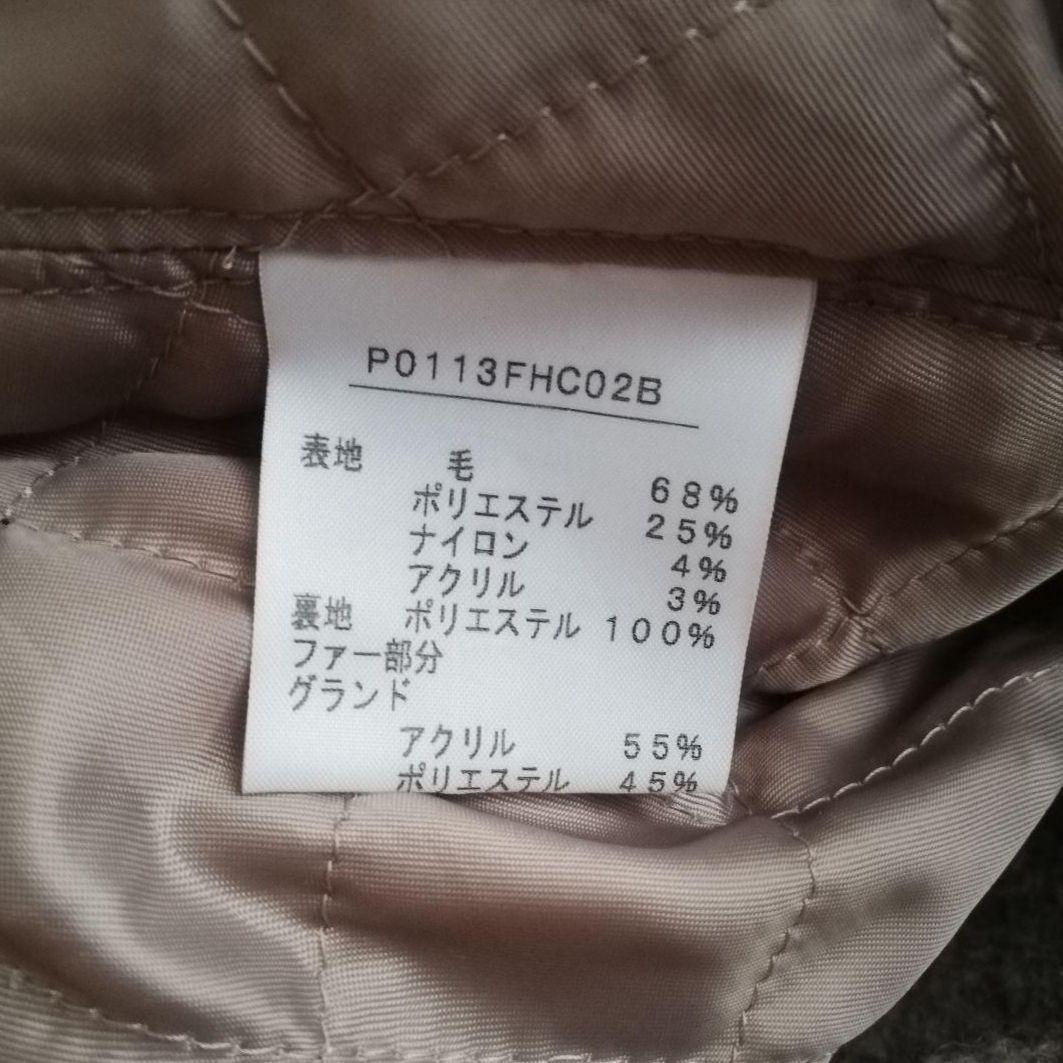 P0113FHC02B
表地 毛 68%
ポリエステル 25%
ナイロン 4%
アクリル 3%
裏地 ポリエステル 100%
ファー部分
グランド
アクリル 55%
ポリエステル 45%